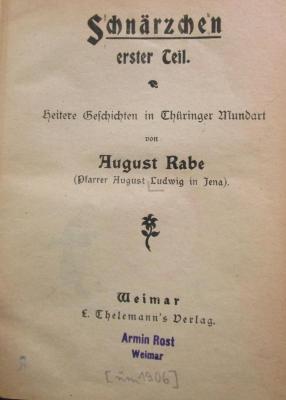 Schnärzchen
erster Teil.
Heitere Geschichten in Thüringer Mundart
von
August Rabe
(Pfarrer August Ludwig in Jena).
Weimar
L. Thelemann's Verlag.
Armin Rost
Weimar
[um 1906]